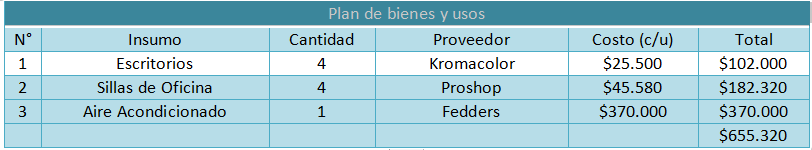 Plan de bienes y usos
N° Insumo Cantidad Proveedor Costo (c/u) Total
1 Escritorios 4 Kromacolor $25.500 $102.000
2 Sillas de Oficina 4 Proshop $45.580 $182.320
3 Aire Acondicionado 1 Fedders $370.000 $370.000
$655.320